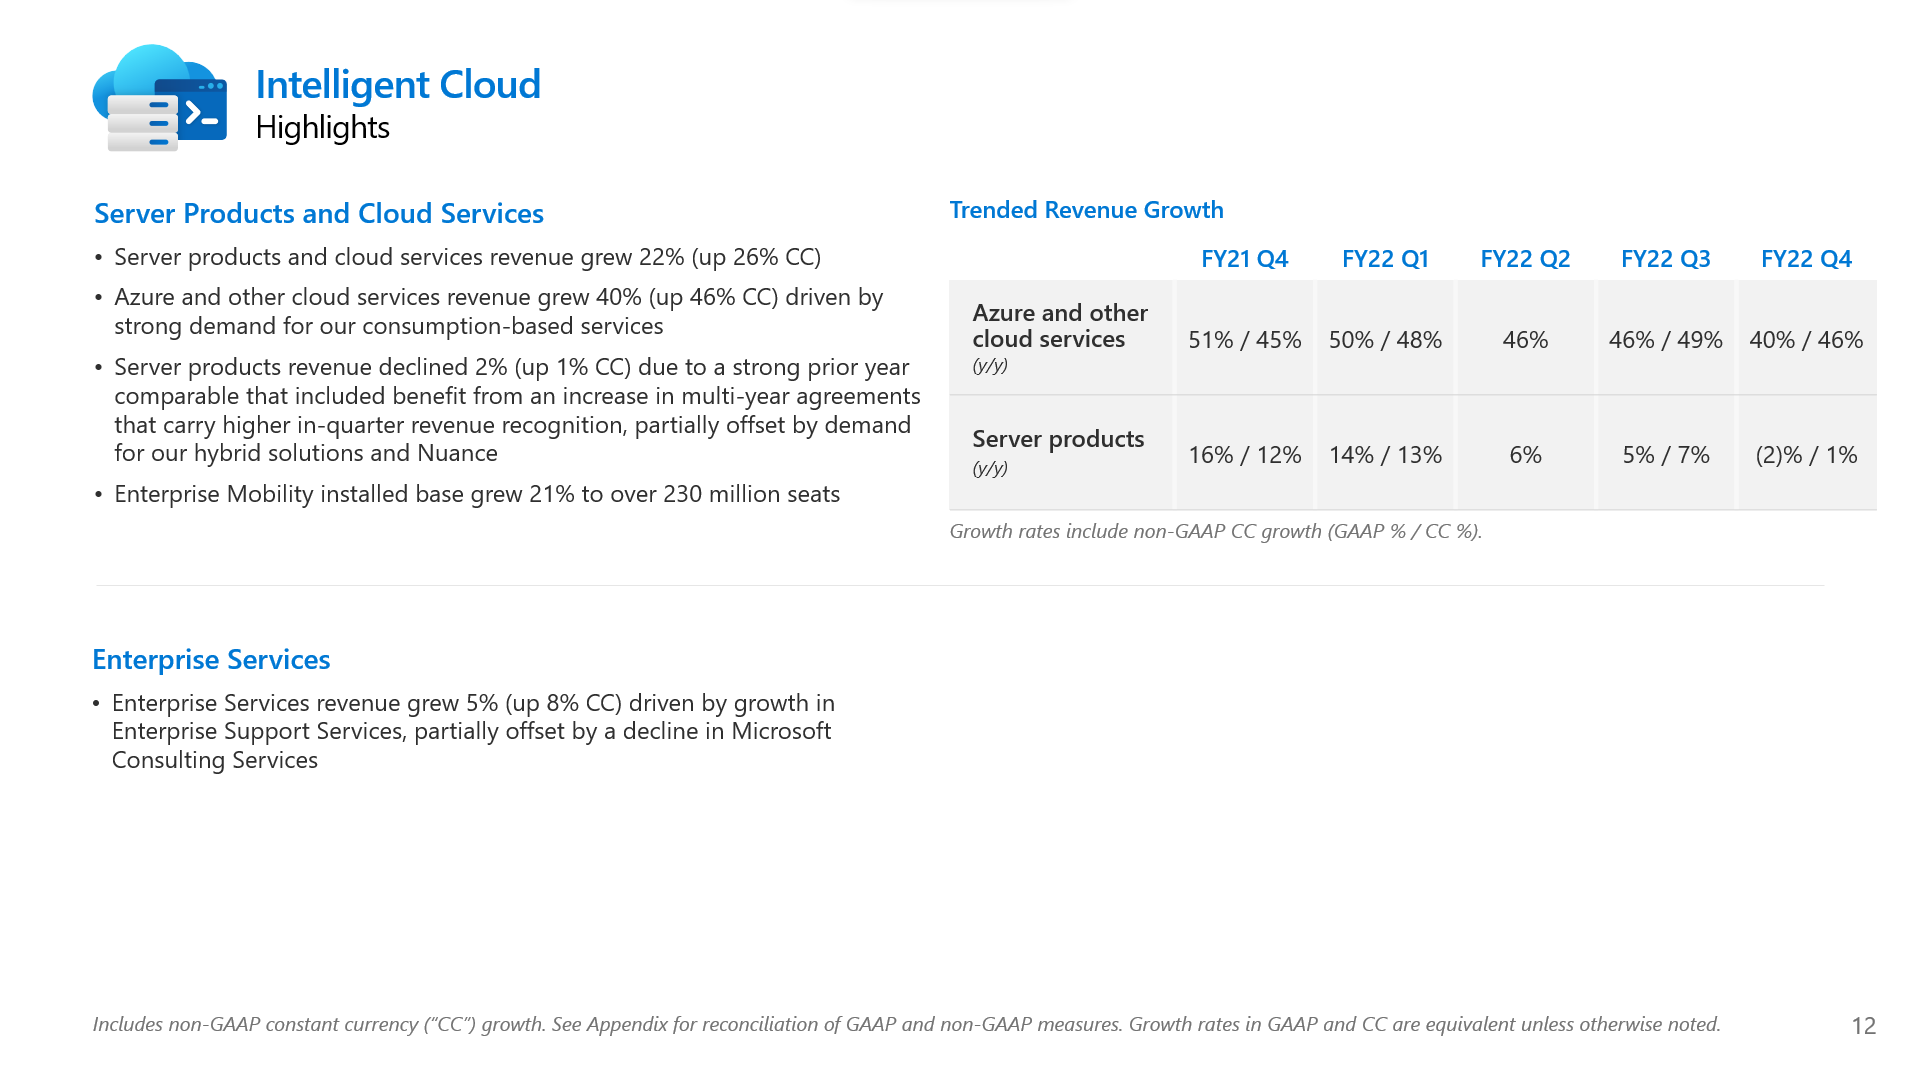 Intelligent Cloud
Highlights
Server Products and Cloud Services
• Server products and cloud services revenue grew 22% (up 26% CC)
• Azure and other cloud services revenue grew 40% (up 46% CC) driven by
strong demand for our consumption-based services
• Server products revenue declined 2% (up 1% CC) due to a strong prior year
comparable that included benefit from an increase in multi-year agreements
that carry higher in-quarter revenue recognition, partially offset by demand
for our hybrid solutions and Nuance
• Enterprise Mobility installed base grew 21% to over 230 million seats
Trended Revenue Growth
FY21 Q4 FY22 Q1 FY22 Q2 FY22 Q3 FY22 Q4
Azure and other
cloud services
(y/y)
51% / 45% 50% / 48% 46% 46% / 49% 40% / 46%
Server products
(y/y)
16% / 12% 14% / 13% 6% 5% / 7% (2)% / 1%
Growth rates include non-GAAP CC growth (GAAP % / CC %).
Enterprise Services
• Enterprise Services revenue grew 5% (up 8% CC) driven by growth in
Enterprise Support Services, partially offset by a decline in Microsoft
Consulting Services
Includes non-GAAP constant currency (“CC”) growth. See Appendix for reconciliation of GAAP and non-GAAP measures. Growth rates in GAAP and CC are equivalent unless otherwise noted.
12